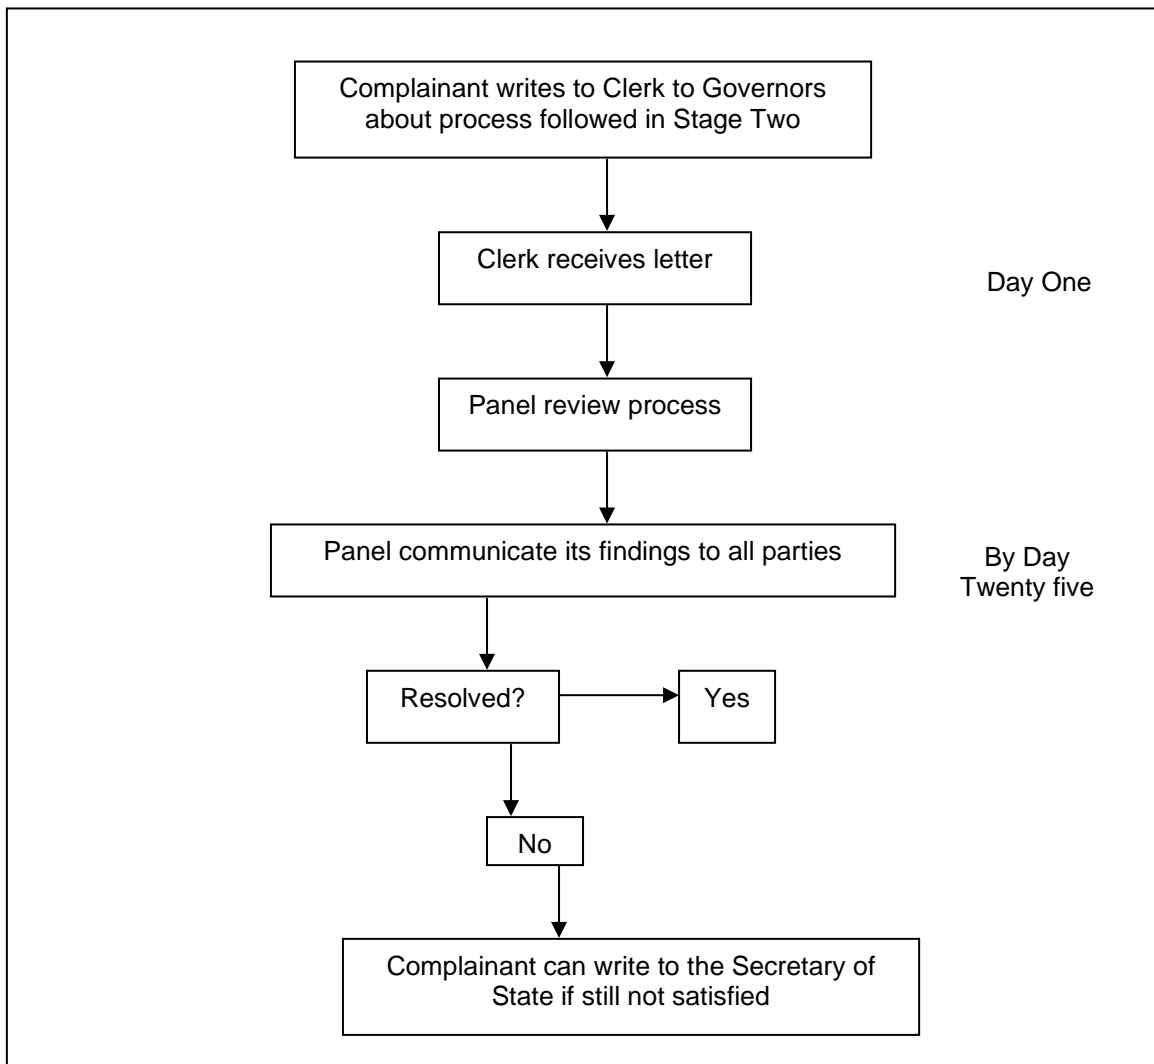 Complainant writes to Clerk to Governors
about process followed in Stage Two
Clerk receives letter
Day One
Panel review process
Panel communicate its findings to all parties
By Day
Twenty five
Resolved?
Yes
No
Complainant can write to the Secretary of
State if still not satisfied